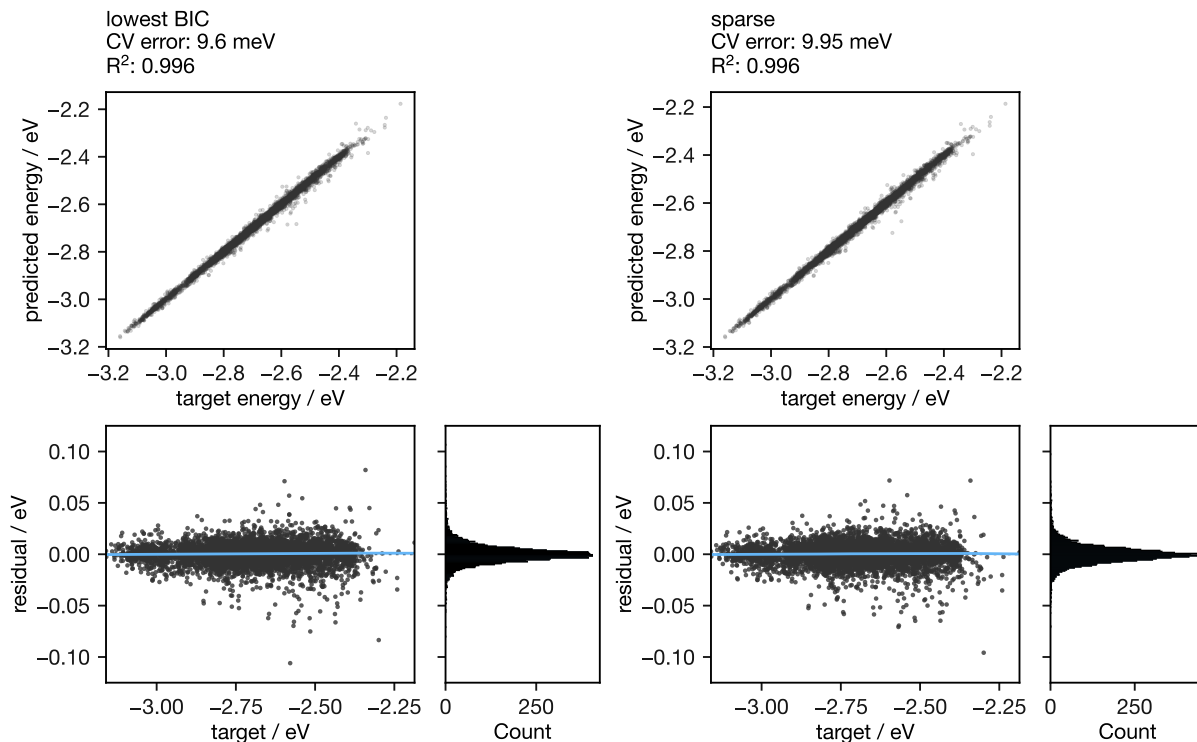 lowest BIC
CV error: 9.6 meV
R²: 0.996
predicted energy / eV
−2.2
−2.4
−2.6
−2.8
−3.0
−3.2
−3.2 −3.0 −2.8 −2.6 −2.4 −2.2
target energy / eV
sparse
CV error: 9.95 meV
R²: 0.996
predicted energy / eV
−2.2
−2.4
−2.6
−2.8
−3.0
−3.2
−3.2 −3.0 −2.8 −2.6 −2.4 −2.2
target energy / eV
residual / eV
0.10
0.05
0.00
−0.05
−0.10
−3.00 −2.75 −2.50 −2.25
target / eV
0 250
Count
residual / eV
0.10
0.05
0.00
−0.05
−0.10
−3.00 −2.75 −2.50 −2.25
target / eV
0 250
Count